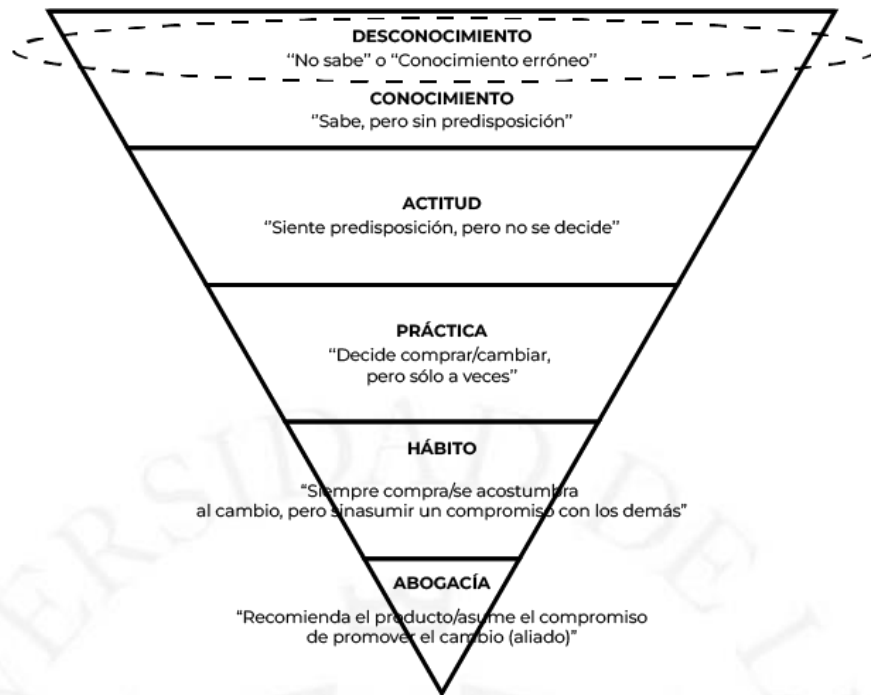 DESCONOCIMIENTO
“No sabe” o “Conocimiento erróneo”
CONOCIMIENTO
“Sabe, pero sin predisposición”
ACTITUD
“Siente predisposición, pero no se decide”
PRÁCTICA
“Decide comprar/cambiar,
pero sólo a veces”
HÁBITO
“Siempre compra/se acostumbra
al cambio, pero sinasumir un compromiso con los demás”
ABOGACÍA
“Recomienda el producto/asume el compromiso
de promover el cambio (aliado)”